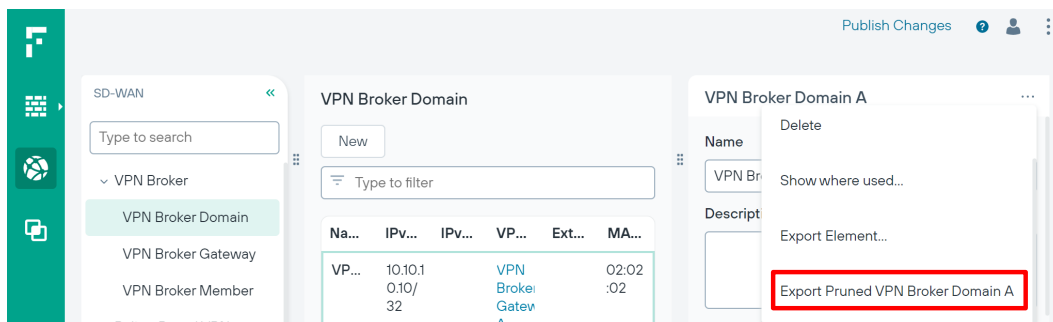 Publish Changes
SD-WAN
Type to search
VPN Broker
VPN Broker Domain
VPN Broker Gateway
VPN Broker Member
VPN Broker Domain
New
Type to filter
Na... IPv... IPv... VP... Ext... MA...
VP... 10.10.1 VPN 02:02
0.10/ Broker :02
32 Gatew
VPN Broker Domain A
Name
VPN Br
Descript
Delete
Show where used...
Export Element...
Export Pruned VPN Broker Domain A